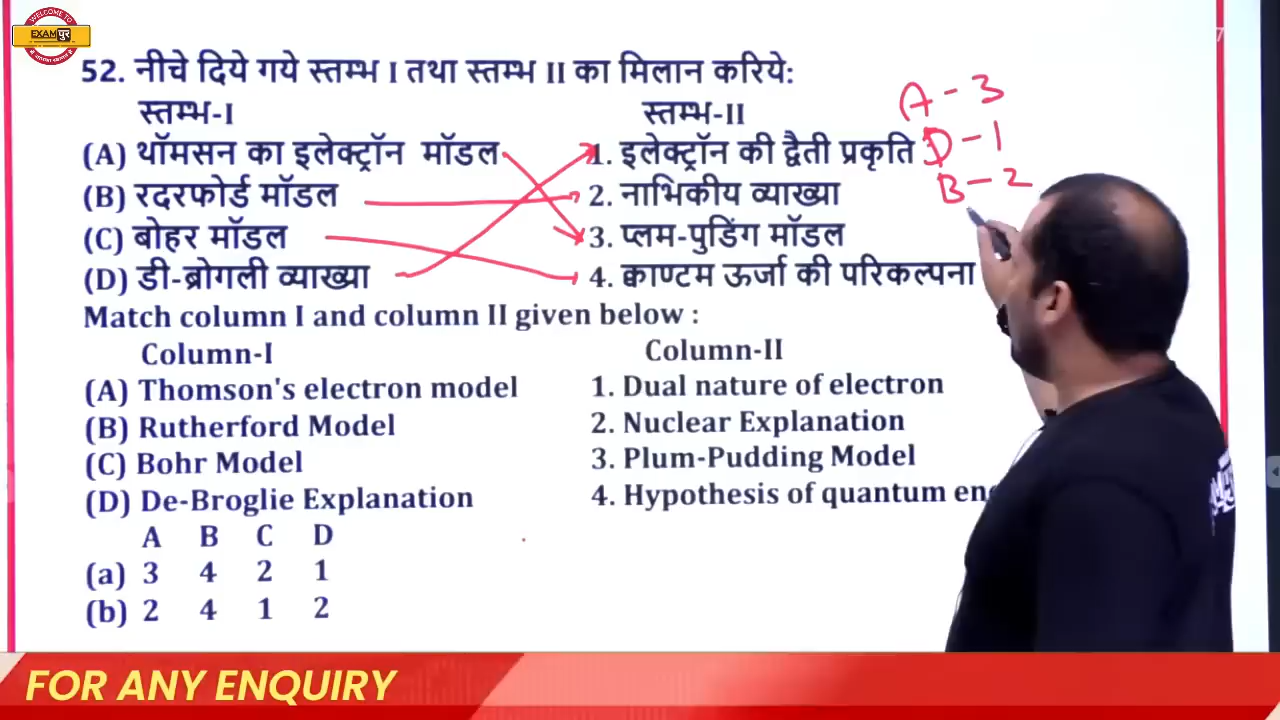 WELCOME TO
EXAM पुर
52. नीचे दिये गये स्तम्भ I तथा स्तम्भ II का मिलान करिये:
स्तम्भ-I स्तम्भ-II
(A) थॉमसन का इलेक्ट्रॉन मॉडल 1. इलेक्ट्रॉन की द्वैती प्रकृति
(B) रदरफोर्ड मॉडल 2. नाभिकीय व्याख्या
(C) बोहर मॉडल 3. प्लम-पुडिंग मॉडल
(D) डी-ब्रोगली व्याख्या 4. क्वाण्टम ऊर्जा की परिकल्पना
A - 3
D - 1
B - 2
Match column I and column II given below :
Column-I Column-II
(A) Thomson's electron model 1. Dual nature of electron
(B) Rutherford Model 2. Nuclear Explanation
(C) Bohr Model 3. Plum-Pudding Model
(D) De-Broglie Explanation 4. Hypothesis of quantum
A B C D
(a) 3 4 2 1
(b) 2 4 1 2
FOR ANY ENQUIRY